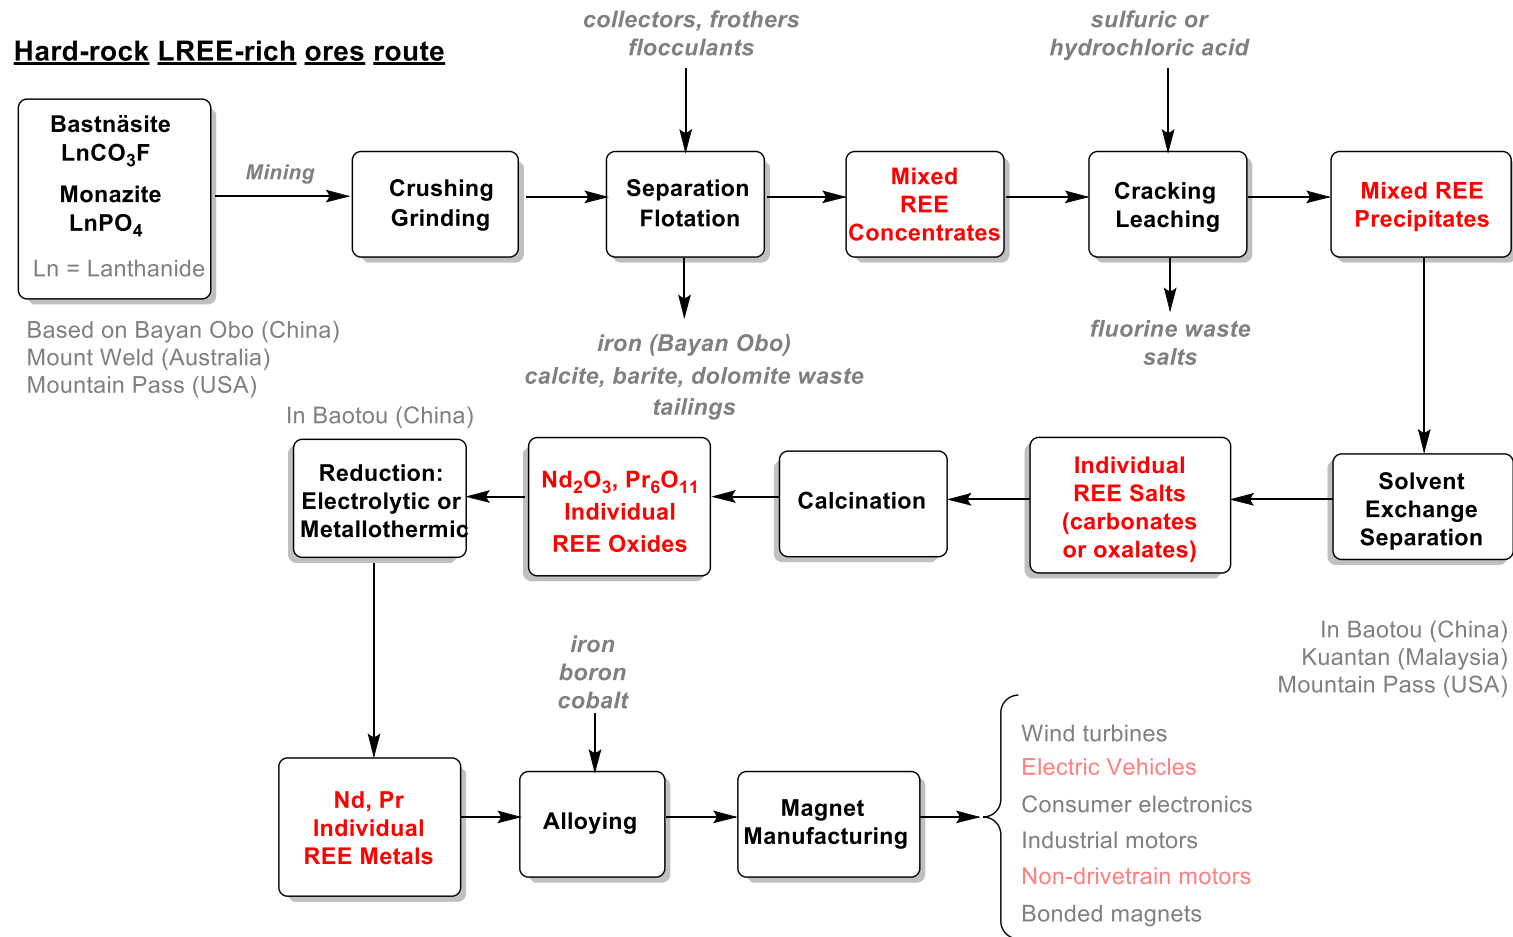 Hard-rock LREE-rich ores route
collectors, frothers
flocculants
sulfuric or
hydrochloric acid
Bastnäsite
LnCO₃F
Monazite
LnPO₄
Ln = Lanthanide
Mining
Crushing
Grinding
Separation
Flotation
Mixed
REE
Concentrates
Cracking
Leaching
Mixed REE
Precipitates
Based on Bayan Obo (China)
Mount Weld (Australia)
Mountain Pass (USA)
iron (Bayan Obo)
calcite, barite, dolomite waste
tailings
fluorine waste
salts
Solvent
Exchange
Separation
In Baotou (China)
Kuantan (Malaysia)
Mountain Pass (USA)
Individual
REE Salts
(carbonates
or oxalates)
Calcination
Nd₂O₃, Pr₆O₁₁
Individual
REE Oxides
In Baotou (China)
Reduction:
Electrolytic or
Metallothermic
Nd, Pr
Individual
REE Metals
iron
boron
cobalt
Alloying
Magnet
Manufacturing
Wind turbines
Electric Vehicles
Consumer electronics
Industrial motors
Non-drivetrain motors
Bonded magnets